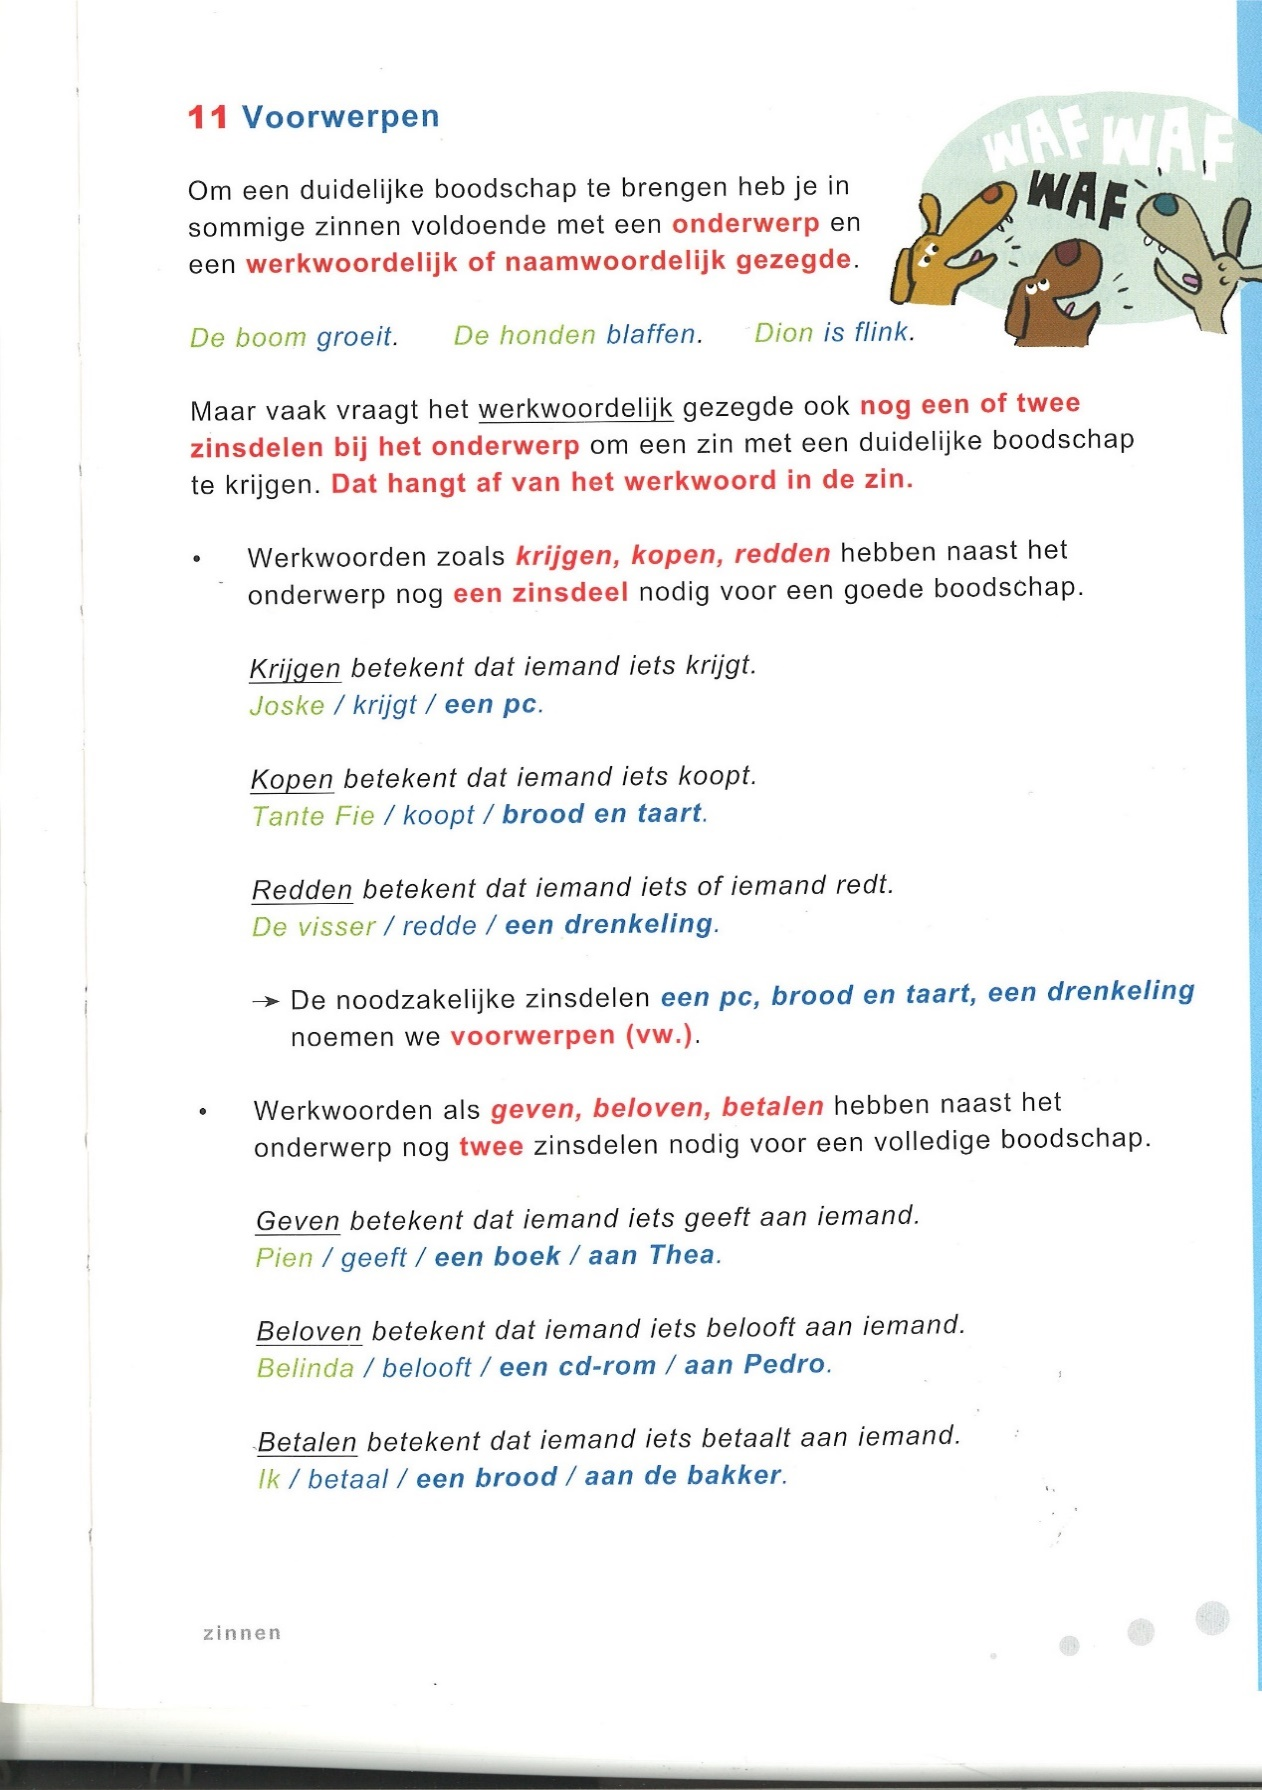 11 Voorwerpen
WAF WAF
WAF
Om een duidelijke boodschap te brengen heb je in
sommige zinnen voldoende met een onderwerp en
een werkwoordelijk of naamwoordelijk gezegde.
De boom groeit. De honden blaffen. Dion is flink.
Maar vaak vraagt het werkwoordelijk gezegde ook nog een of twee
zinsdelen bij het onderwerp om een zin met een duidelijke boodschap
te krijgen. Dat hangt af van het werkwoord in de zin.
• Werkwoorden zoals krijgen, kopen, redden hebben naast het
onderwerp nog een zinsdeel nodig voor een goede boodschap.
Krijgen betekent dat iemand iets krijgt.
Joske / krijgt / een pc.
Kopen betekent dat iemand iets koopt.
Tante Fie / koopt / brood en taart.
Redden betekent dat iemand iets of iemand redt.
De visser / redde / een drenkeling.
→ De noodzakelijke zinsdelen een pc, brood en taart, een drenkeling
noemen we voorwerpen (vw.).
• Werkwoorden als geven, beloven, betalen hebben naast het
onderwerp nog twee zinsdelen nodig voor een volledige boodschap.
Geven betekent dat iemand iets geeft aan iemand.
Pien / geeft / een boek / aan Thea.
Beloven betekent dat iemand iets belooft aan iemand.
Belinda / belooft / een cd-rom / aan Pedro.
Betalen betekent dat iemand iets betaalt aan iemand.
Ik / betaal / een brood / aan de bakker.
zinnen